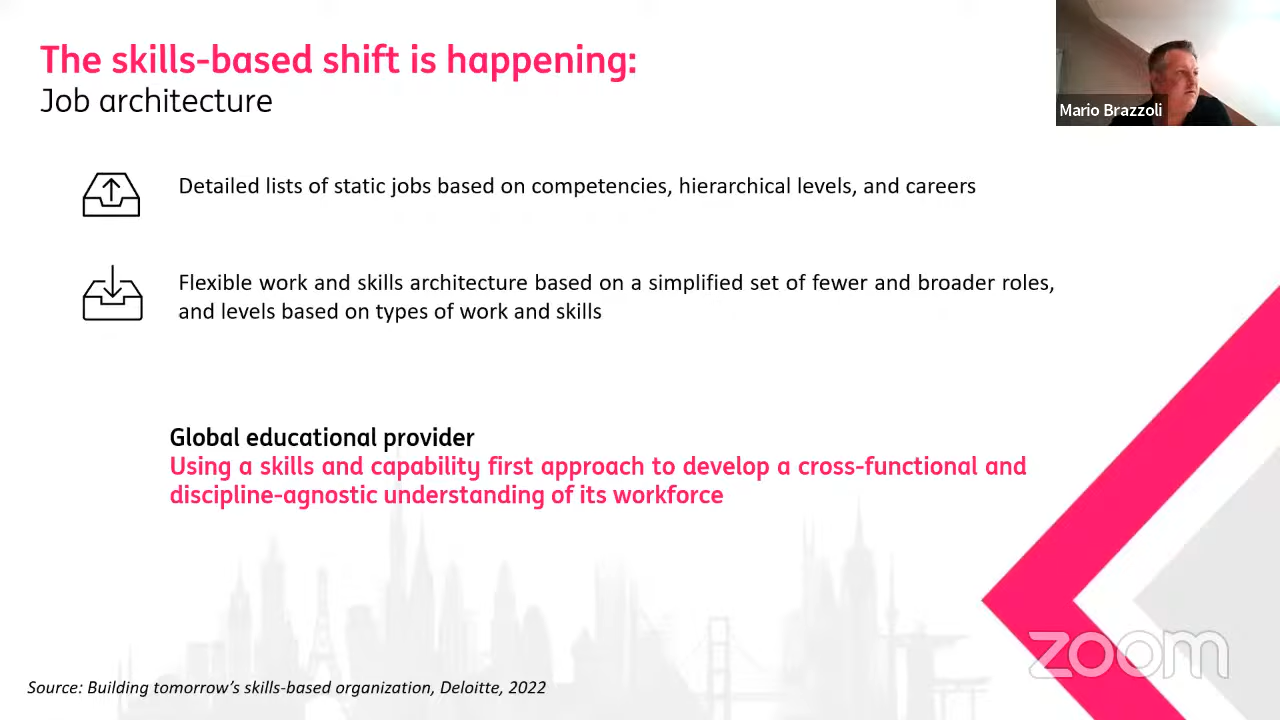 The skills-based shift is happening:
Job architecture
Mario Brazzoli
Detailed lists of static jobs based on competencies, hierarchical levels, and careers
Flexible work and skills architecture based on a simplified set of fewer and broader roles,
and levels based on types of work and skills
Global educational provider
Using a skills and capability first approach to develop a cross-functional and
discipline-agnostic understanding of its workforce
zoom
Source: Building tomorrow’s skills-based organization, Deloitte, 2022